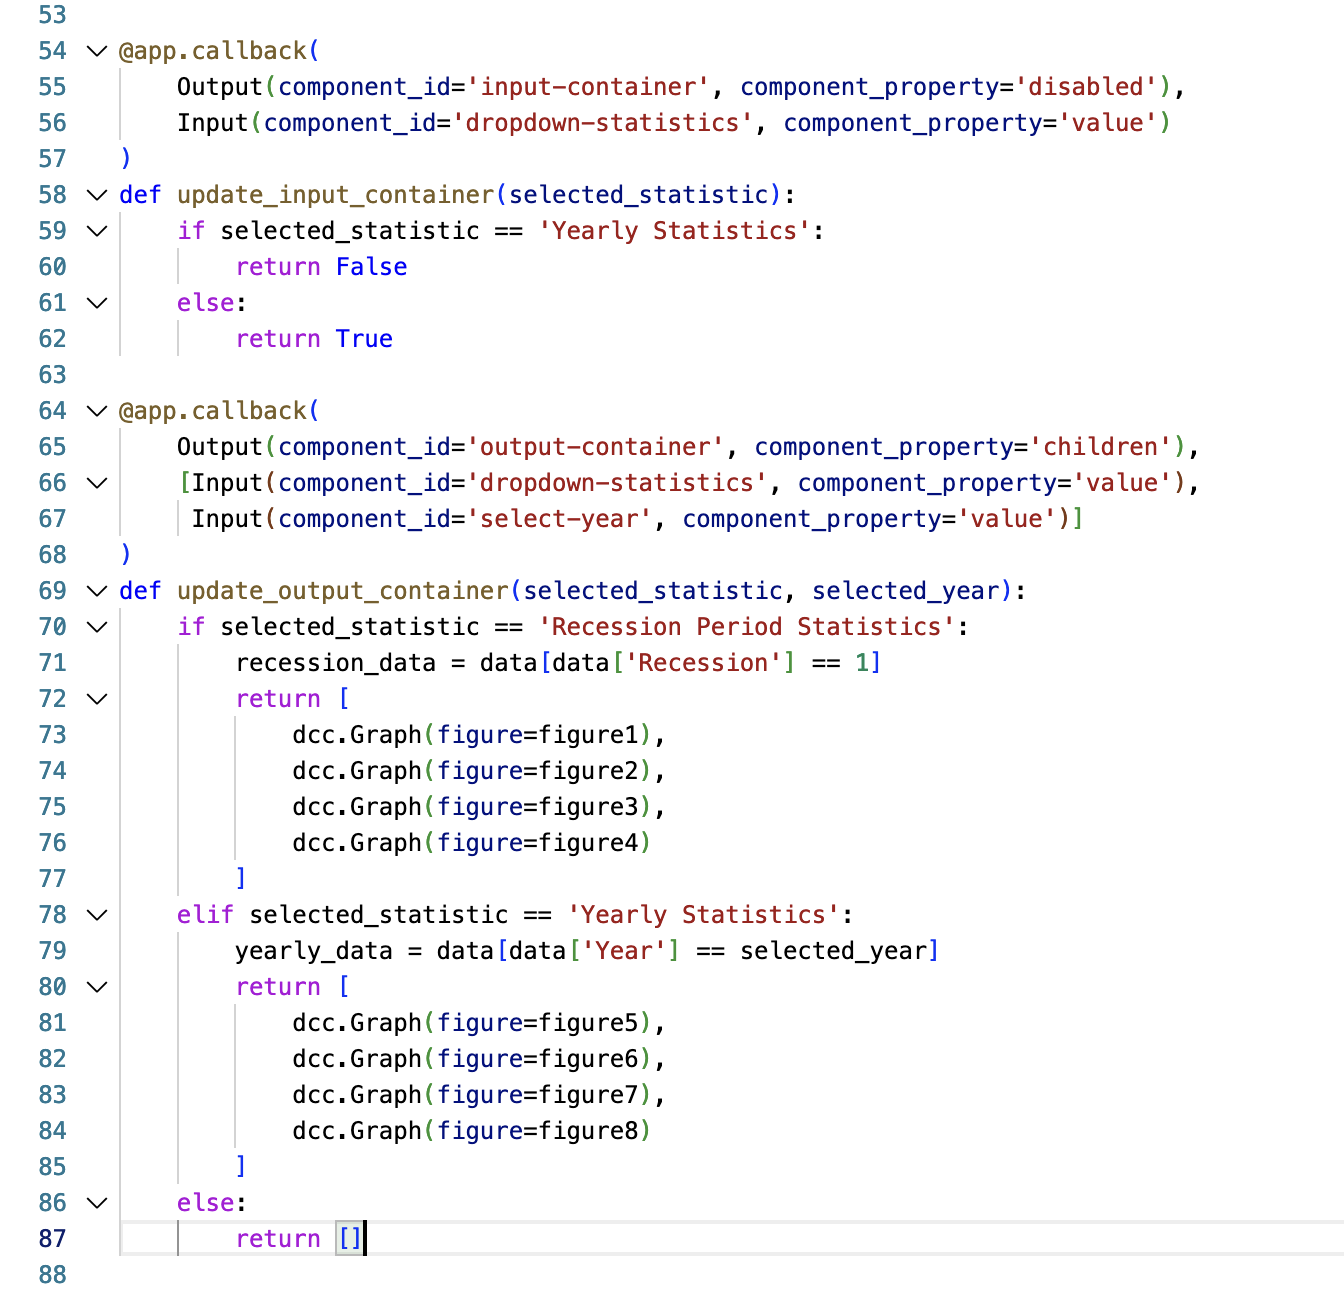 53
54 @app.callback(
55     Output(component_id='input-container', component_property='disabled'),
56     Input(component_id='dropdown-statistics', component_property='value')
57 )
58 def update_input_container(selected_statistic):
59     if selected_statistic == 'Yearly Statistics':
60         return False
61     else:
62         return True
63
64 @app.callback(
65     Output(component_id='output-container', component_property='children'),
66     [Input(component_id='dropdown-statistics', component_property='value'),
67      Input(component_id='select-year', component_property='value')]
68 )
69 def update_output_container(selected_statistic, selected_year):
70     if selected_statistic == 'Recession Period Statistics':
71         recession_data = data[data['Recession'] == 1]
72         return [
73             dcc.Graph(figure=figure1),
74             dcc.Graph(figure=figure2),
75             dcc.Graph(figure=figure3),
76             dcc.Graph(figure=figure4)
77         ]
78     elif selected_statistic == 'Yearly Statistics':
79         yearly_data = data[data['Year'] == selected_year]
80         return [
81             dcc.Graph(figure=figure5),
82             dcc.Graph(figure=figure6),
83             dcc.Graph(figure=figure7),
84             dcc.Graph(figure=figure8)
85         ]
86     else:
87         return []
88